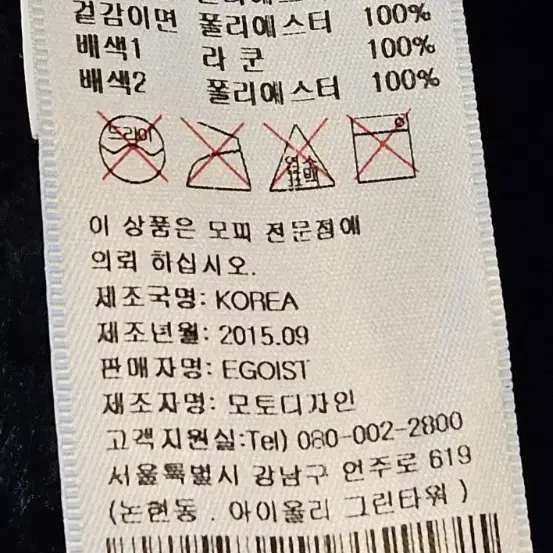 겉감이면 폴리에스터 100%
배색1 라쿤 100%
배색2 폴리에스터 100%
드라이
염소
표백
이 상품은 모피 전문점에
의뢰 하십시오.
제조국명: KOREA
제조년월: 2015.09
판매자명: EGOIST
제조자명: 모토디자인
고객지원실:Tel) 080-002-2800
서울특별시 강남구 언주로 619
(논현동 . 아이올리 그린타워 )